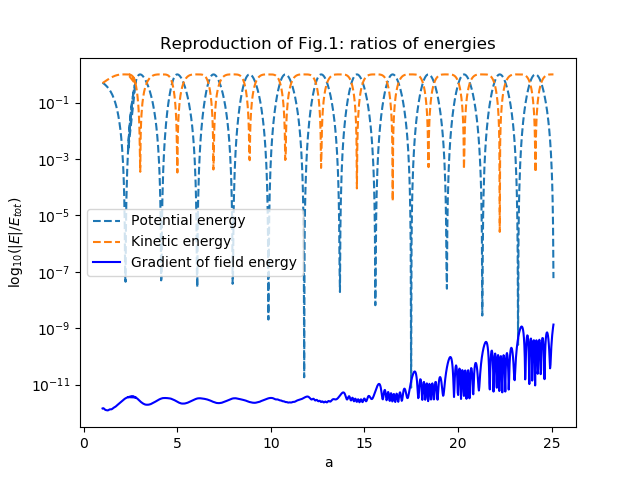 Reproduction of Fig.1: ratios of energies
log₁₀(|E|/Eₜₒₜ)
10⁻¹
10⁻³
10⁻⁵
10⁻⁷
10⁻⁹
10⁻¹¹
Potential energy
Kinetic energy
Gradient of field energy
0 5 10 15 20 25
a